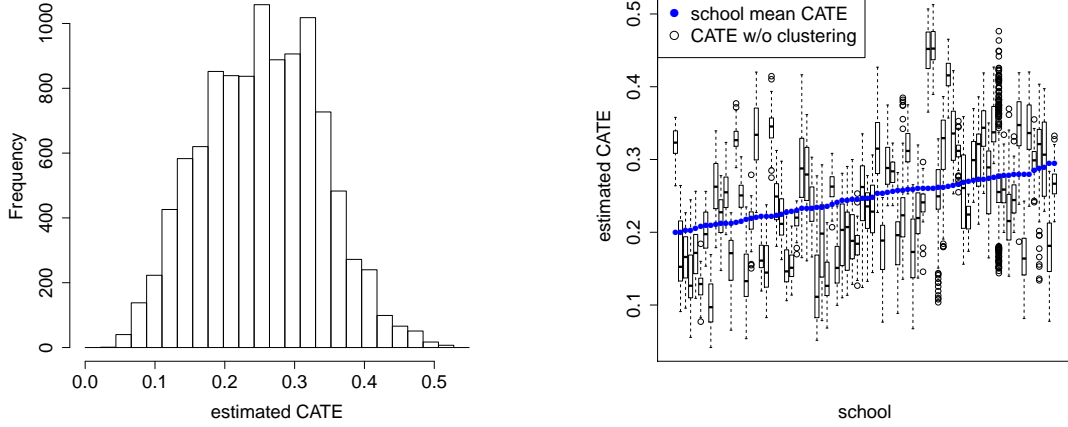 Frequency
0
200
400
600
800
1000
0.0 0.1 0.2 0.3 0.4 0.5
estimated CATE
school mean CATE
CATE w/o clustering
estimated CATE
0.1
0.2
0.3
0.4
0.5
school